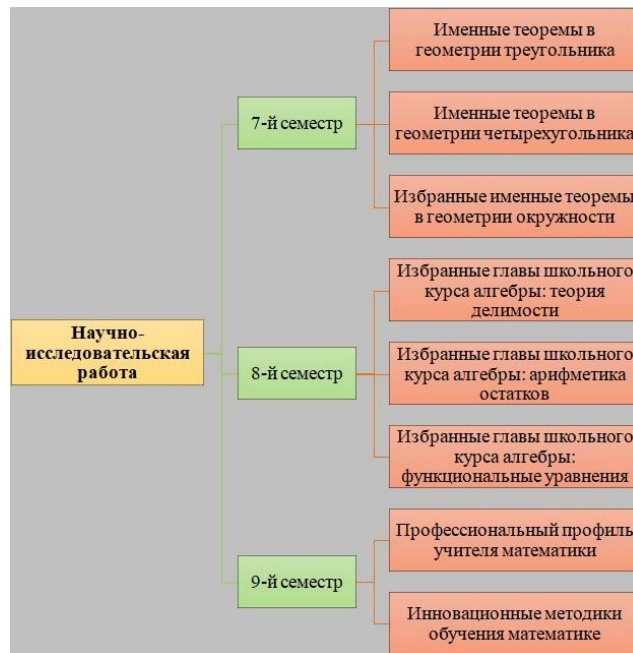 Научно-
исследовательская
работа
7-й семестр
Именные теоремы в
геометрии треугольника
Именные теоремы в
геометрии четырехугольника
Избранные именные теоремы
в геометрии окружности
8-й семестр
Избранные главы школьного
курса алгебры: теория
делимости
Избранные главы школьного
курса алгебры: арифметика
остатков
Избранные главы школьного
курса алгебры:
функциональные уравнения
9-й семестр
Профессиональный профиль
учителя математики
Инновационные методики
обучения математике